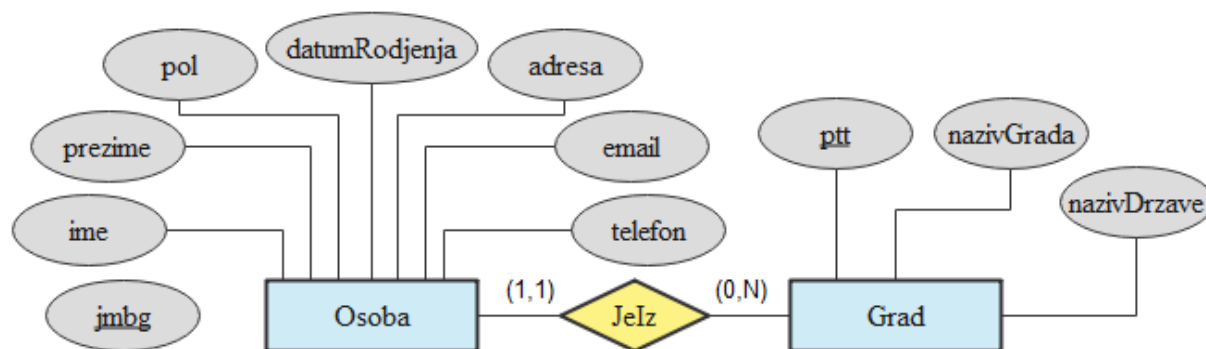 pol
datumRodjenja
adresa
prezime
email
ptt
nazivGrada
nazivDrzave
ime
telefon
jmbg
Osoba
(1,1)
JeIz
(0,N)
Grad